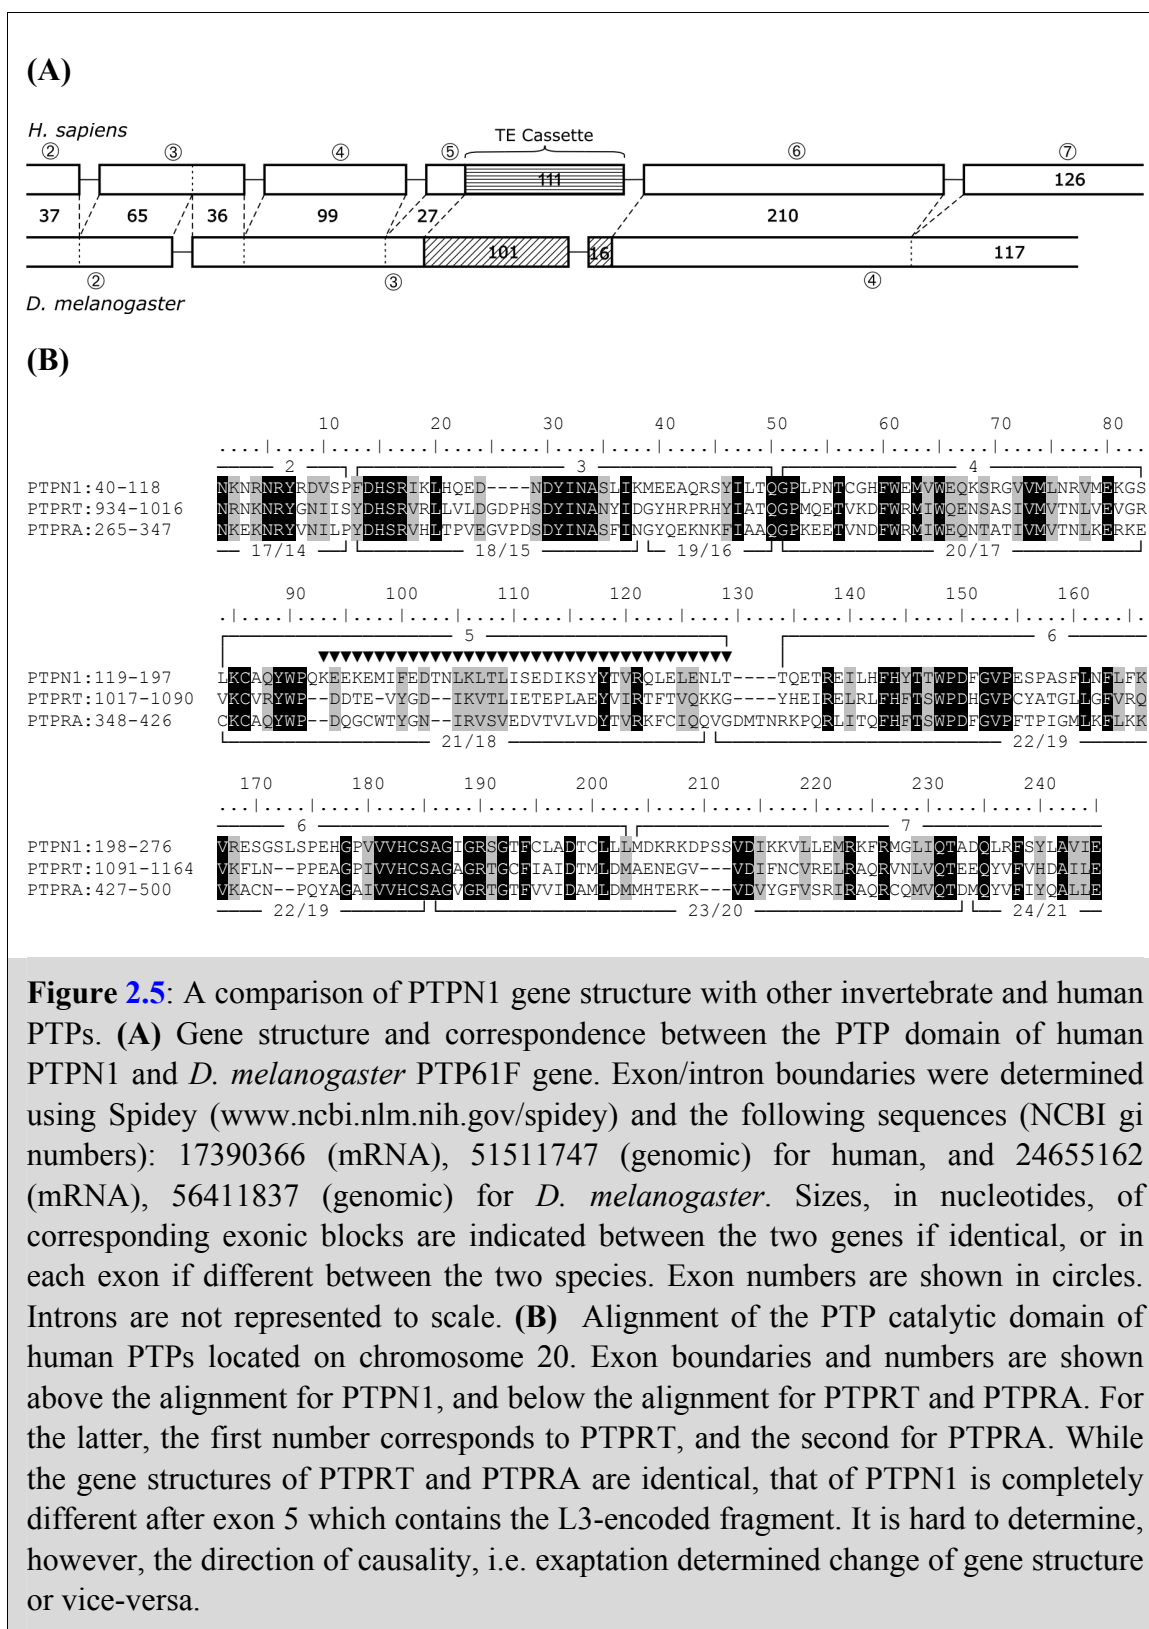 (A)
H. sapiens
TE Cassette
② ③ ④ ⑤ ⑥ ⑦
111 126
37 65 36 99 27 210
101 16 117
② ③ ④
D. melanogaster
(B)
10 20 30 40 50 60 70 80
2 3 4
PTPN1:40-118 NKNRNRYRDVSPFDHSRIKLHQED----NDYINASLIKMEEAQRSYILTQGPLPNTCGHFWEMVWEQKSRGVVMLNRVMEKGS
PTPRT:934-1016 NRNKNRYGNIISYDHSRVRLLVLDGDPHSDYINANYIDGYHRPRHYIATQGPMQETVKDFWRMIWQENSASIVMVTNLVEVGR
PTPRA:265-347 NKEKNRYVNILPYDHSRVHLTPVEGVPDSDYINASFINGYQEKNKFIAAQGPKEETVNDFWRMIWEQNTATIVMVTNLKERKE
17/14 18/15 19/16 20/17
90 100 110 120 130 140 150 160
5 6
PTPN1:119-197 LKCAQYWPQKEEKEMIFEDTNLKLTLISEDIKSYYTVRQLELENLT----TQETREILHFHYTTWPDFGVPESPASFLNFLFK
PTPRT:1017-1090 VKCVRYWP--DDTE-VYGD--IKVTLIETEPLAEYVIRTFTVQKKG----YHEIRELRLFHFTSWPDHGVPCYATGLLGFVRQ
PTPRA:348-426 CKCAQYWP--DQGCWTYGN--IRVSVEDVTVLVDYTVRKFCIQQVGDMTNRKPQRLITQFHFTSWPDFGVPFTPIGMLKFLKK
21/18 22/19
170 180 190 200 210 220 230 240
6 7
PTPN1:198-276 VRESGSLSPEHGPVVVHCSAGIGRSGTFCLADTCLLLMDKRKDPSSVDIKKVLLEMRKFRMGLIQTADQLRFSYLAVIE
PTPRT:1091-1164 VKFLN--PPEAGPIVVHCSAGAGRTGCFIAIDTMLDMAENEGV---VDIFNCVRELRAQRVNLVQTEEQYVFVHDAILE
PTPRA:427-500 VKACN--PQYAGAIVVHCSAGVGRTGTFVVIDAMLDMMHTERK---VDVYGFVSRIRAQRCQMVQTDMQYVFIYQALLE
22/19 23/20 24/21
Figure 2.5: A comparison of PTPN1 gene structure with other invertebrate and human
PTPs. (A) Gene structure and correspondence between the PTP domain of human
PTPN1 and D. melanogaster PTP61F gene. Exon/intron boundaries were determined
using Spidey (www.ncbi.nlm.nih.gov/spidey) and the following sequences (NCBI gi
numbers): 17390366 (mRNA), 51511747 (genomic) for human, and 24655162
(mRNA), 56411837 (genomic) for D. melanogaster. Sizes, in nucleotides, of
corresponding exonic blocks are indicated between the two genes if identical, or in
each exon if different between the two species. Exon numbers are shown in circles.
Introns are not represented to scale. (B) Alignment of the PTP catalytic domain of
human PTPs located on chromosome 20. Exon boundaries and numbers are shown
above the alignment for PTPN1, and below the alignment for PTPRT and PTPRA. For
the latter, the first number corresponds to PTPRT, and the second for PTPRA. While
the gene structures of PTPRT and PTPRA are identical, that of PTPN1 is completely
different after exon 5 which contains the L3-encoded fragment. It is hard to determine,
however, the direction of causality, i.e. exaptation determined change of gene structure
or vice-versa.